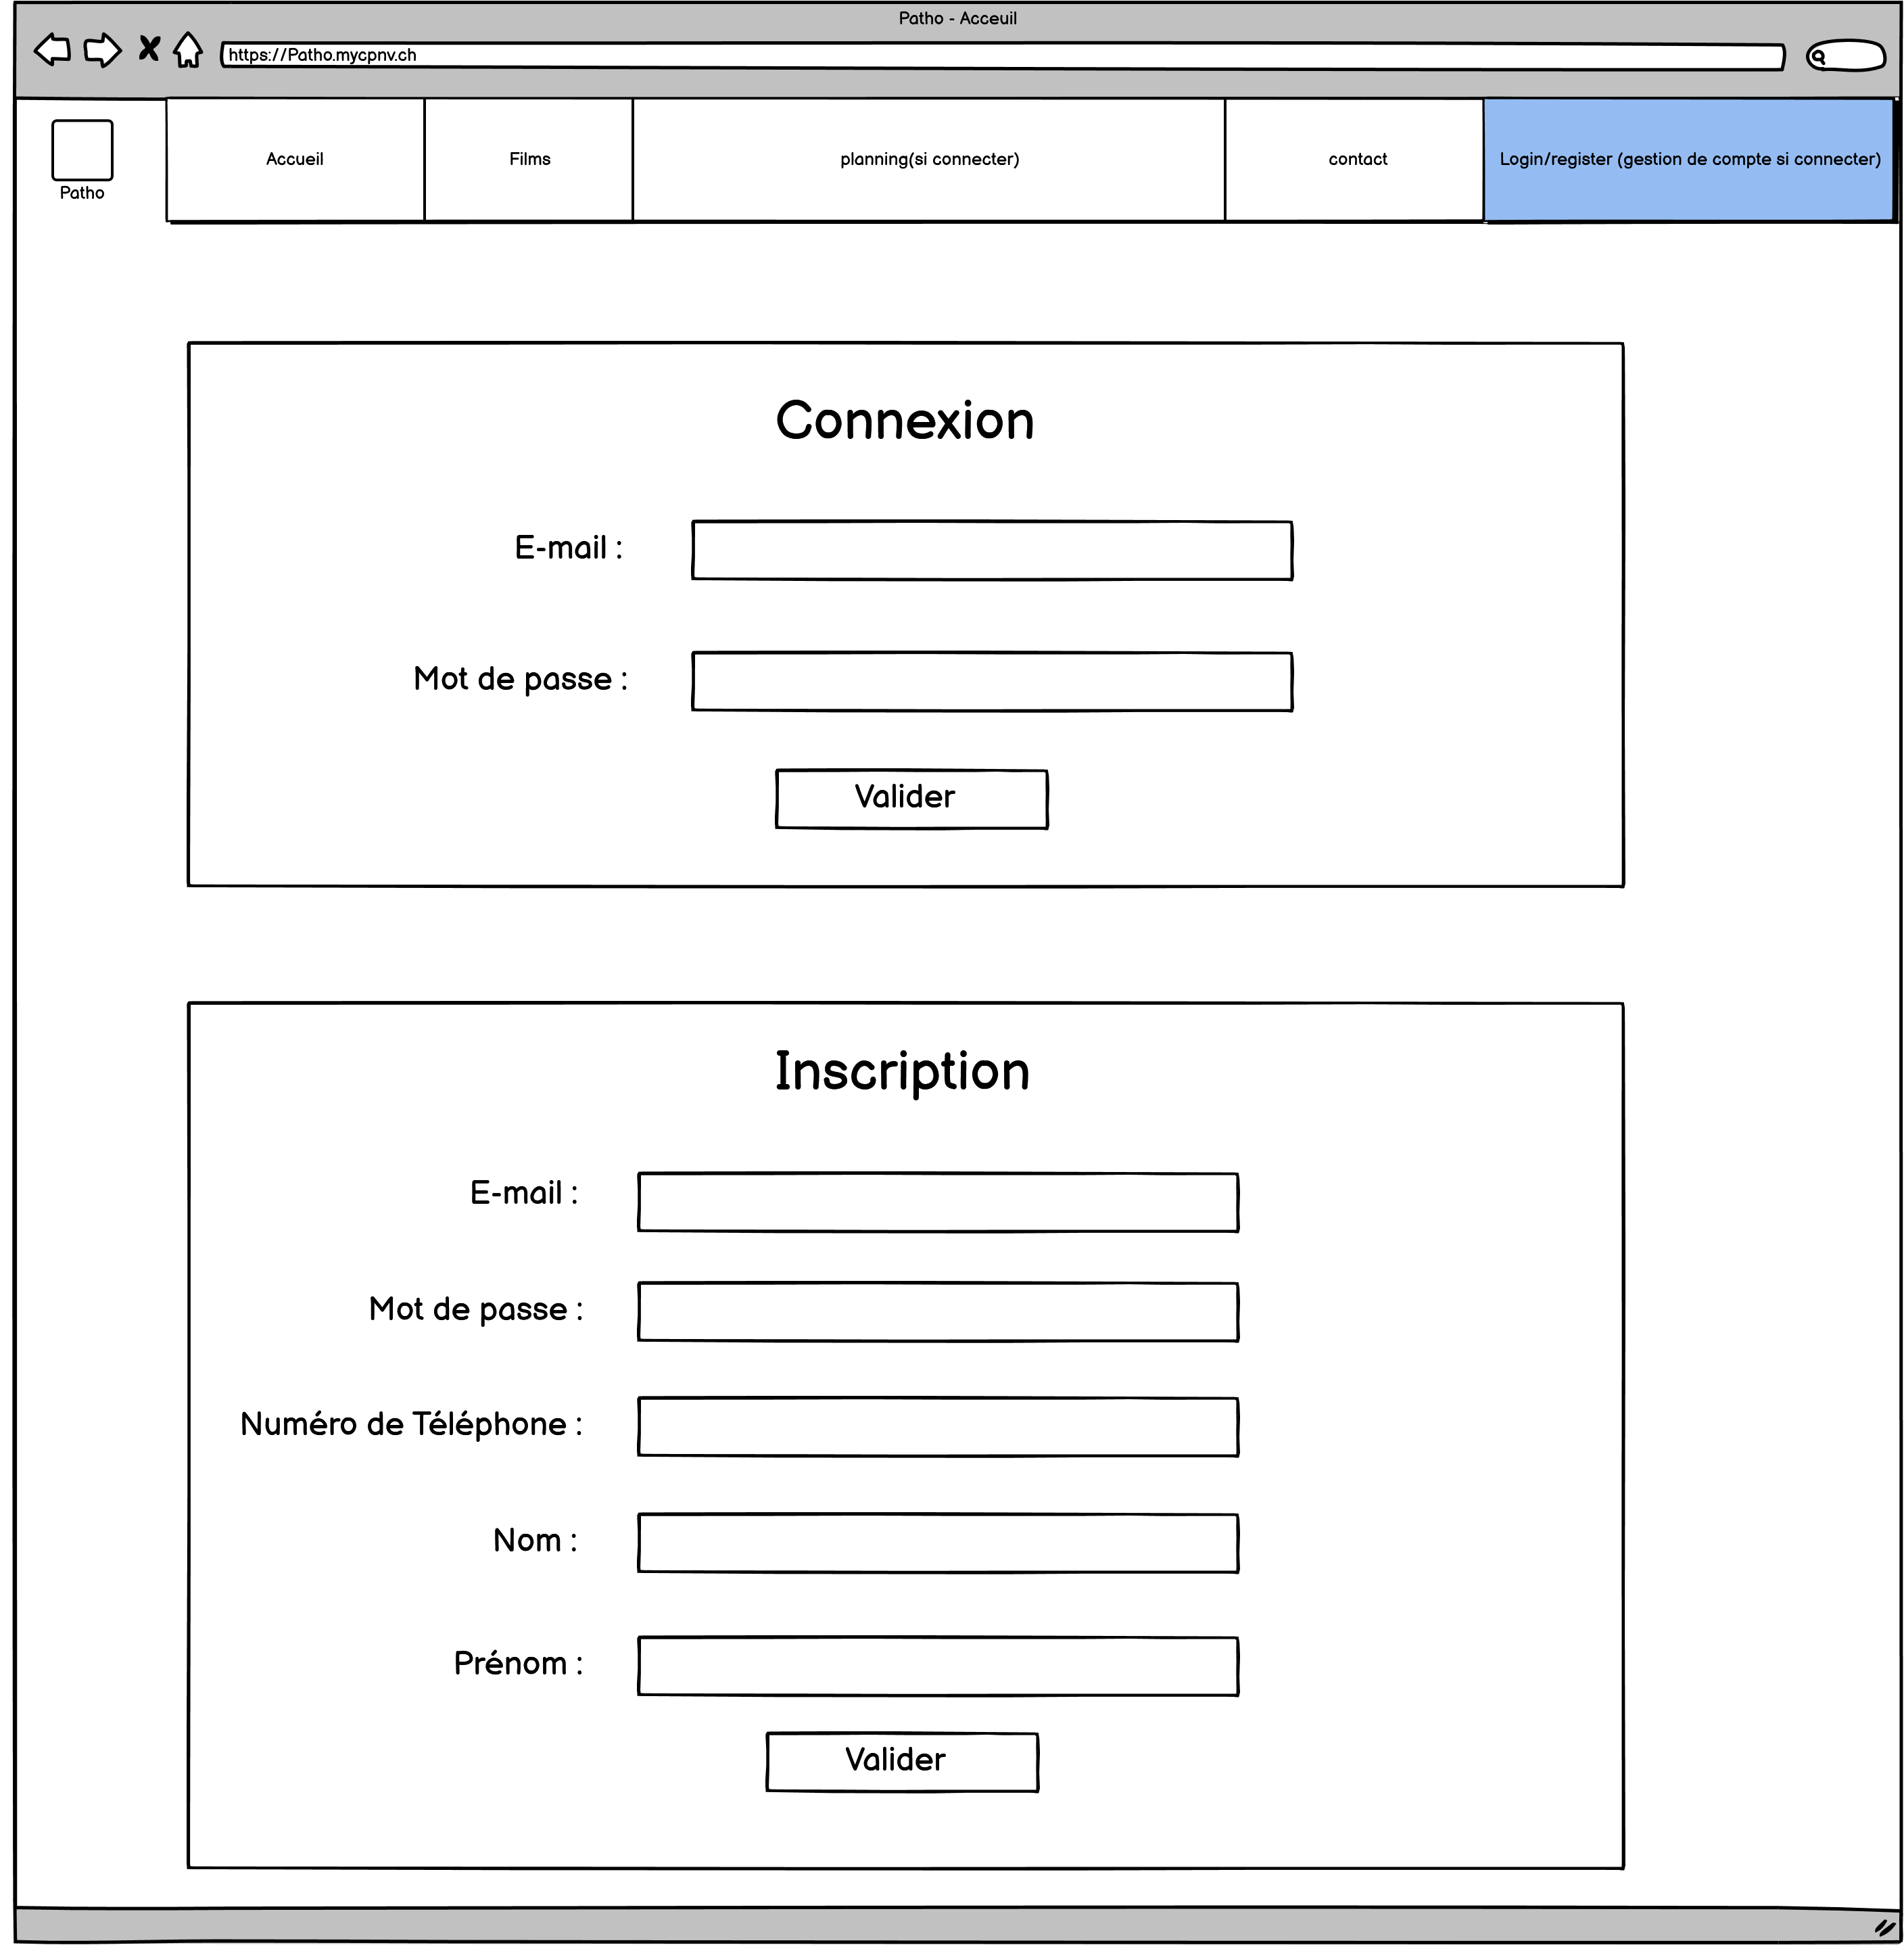 Patho - Acceuil
https://Patho.mycpnv.ch
Patho
Accueil
Films
planning(si connecter)
contact
Login/register (gestion de compte si connecter)
Connexion
E-mail :
Mot de passe :
Valider
Inscription
E-mail :
Mot de passe :
Numéro de Téléphone :
Nom :
Prénom :
Valider